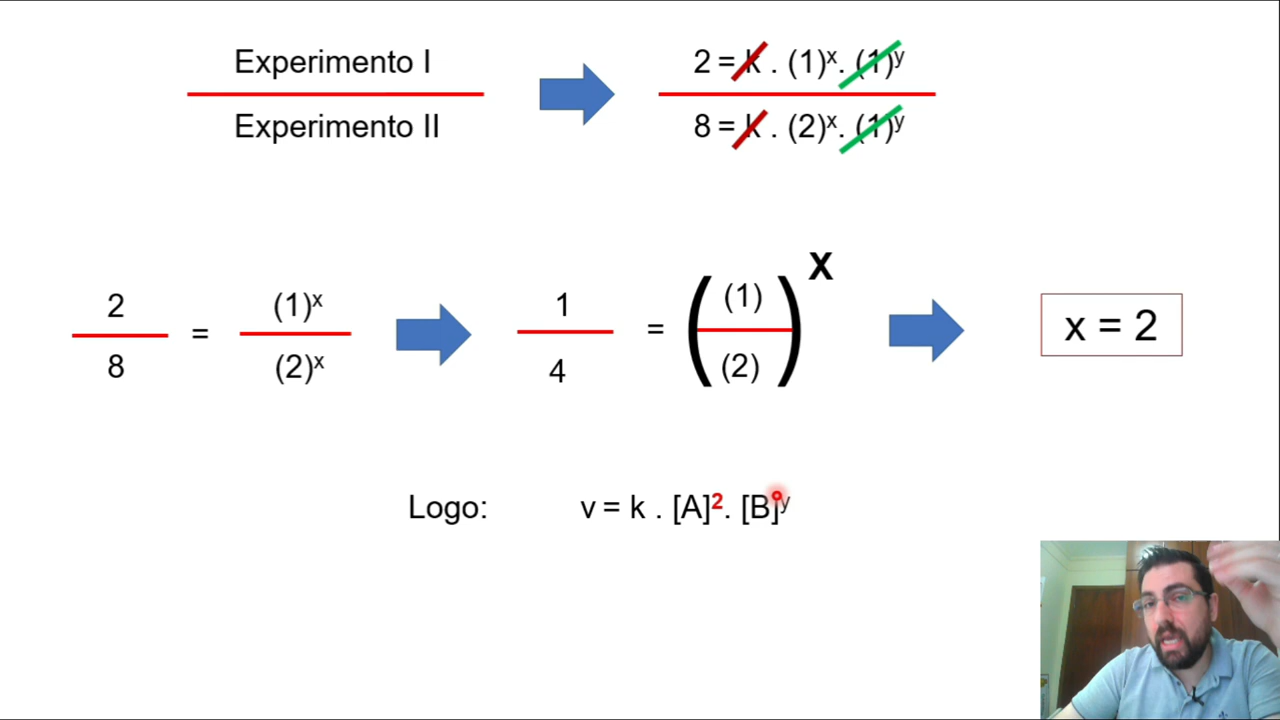 Experimento I
Experimento II
2 = k . (1)ˣ. (1)ʸ
8 = k . (2)ˣ. (1)ʸ
2
8
=
(1)ˣ
(2)ˣ
1
4
=
(1)
(2)
X
x = 2
Logo: v = k . [A]². [B]ʸ